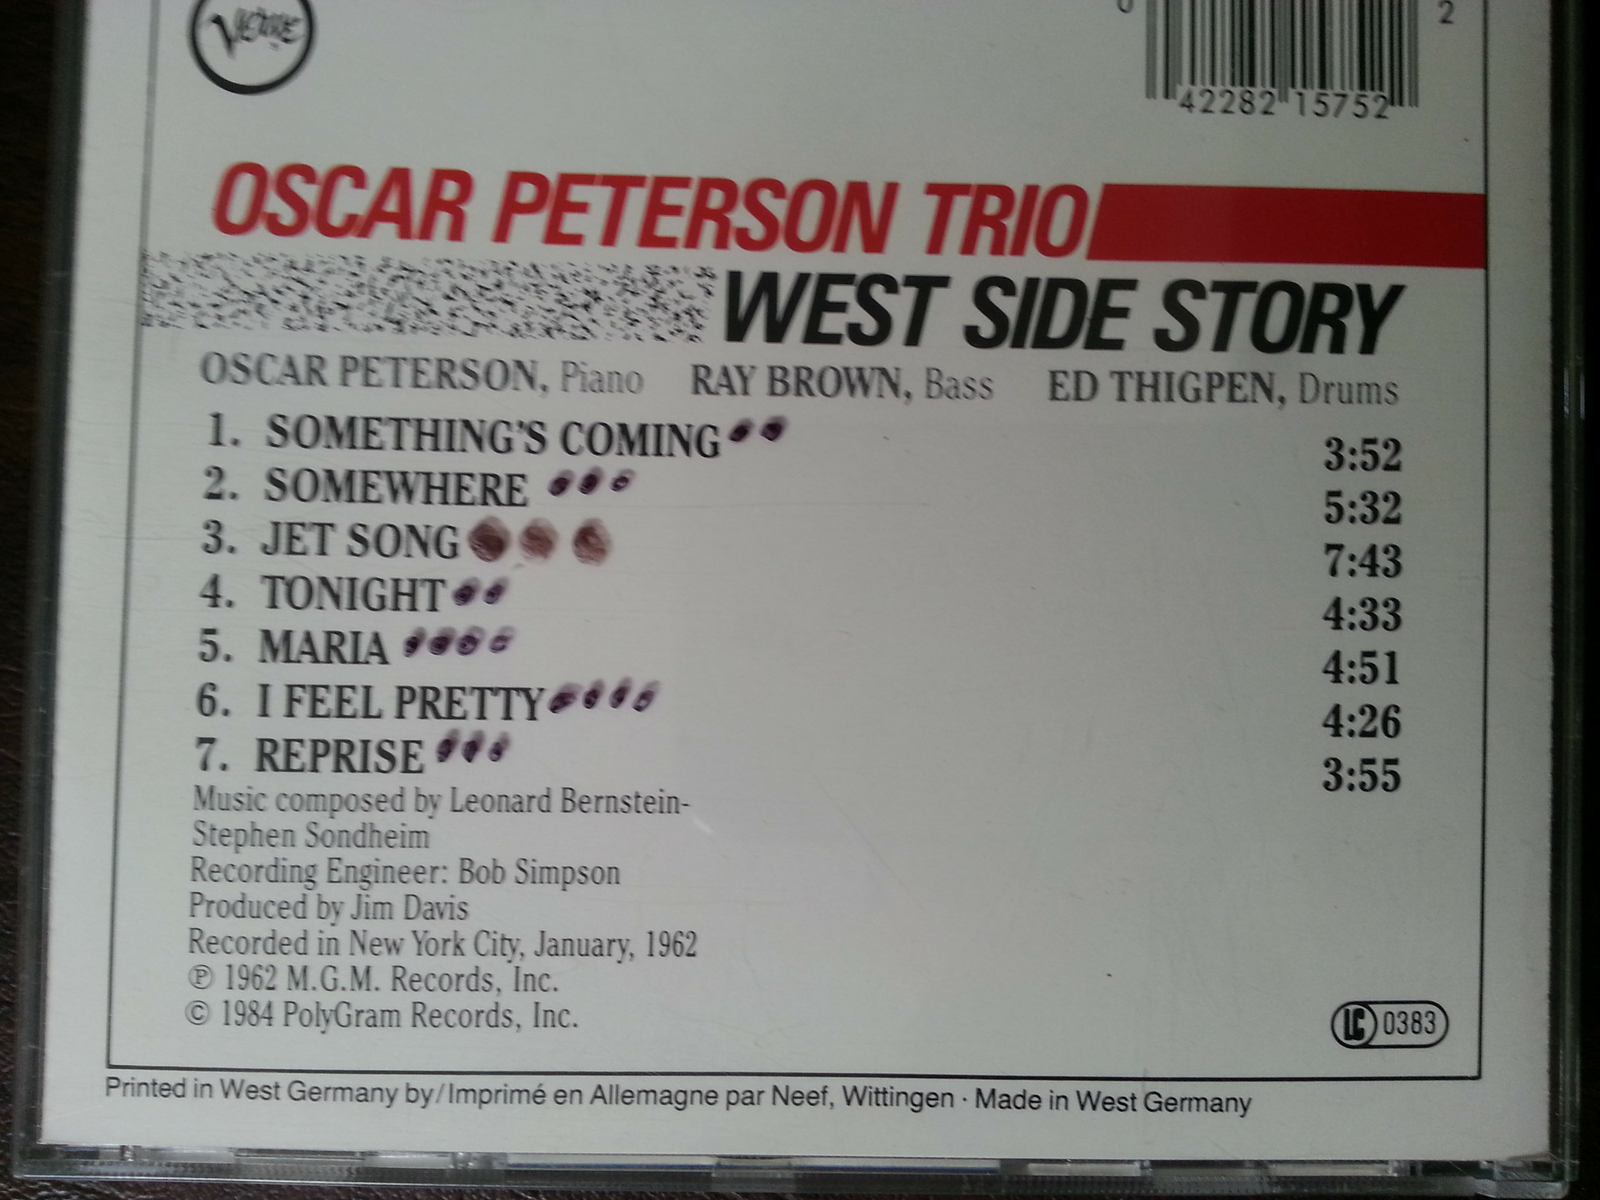 Verve
0 42282 15752 2
OSCAR PETERSON TRIO
WEST SIDE STORY
OSCAR PETERSON, Piano RAY BROWN, Bass ED THIGPEN, Drums
1. SOMETHING'S COMING 3:52
2. SOMEWHERE 5:32
3. JET SONG 7:43
4. TONIGHT 4:33
5. MARIA 4:51
6. I FEEL PRETTY 4:26
7. REPRISE 3:55
Music composed by Leonard Bernstein-
Stephen Sondheim
Recording Engineer: Bob Simpson
Produced by Jim Davis
Recorded in New York City, January, 1962
℗ 1962 M.G.M. Records, Inc.
© 1984 PolyGram Records, Inc.
LC 0383
Printed in West Germany by/Imprimé en Allemagne par Neef, Wittingen · Made in West Germany